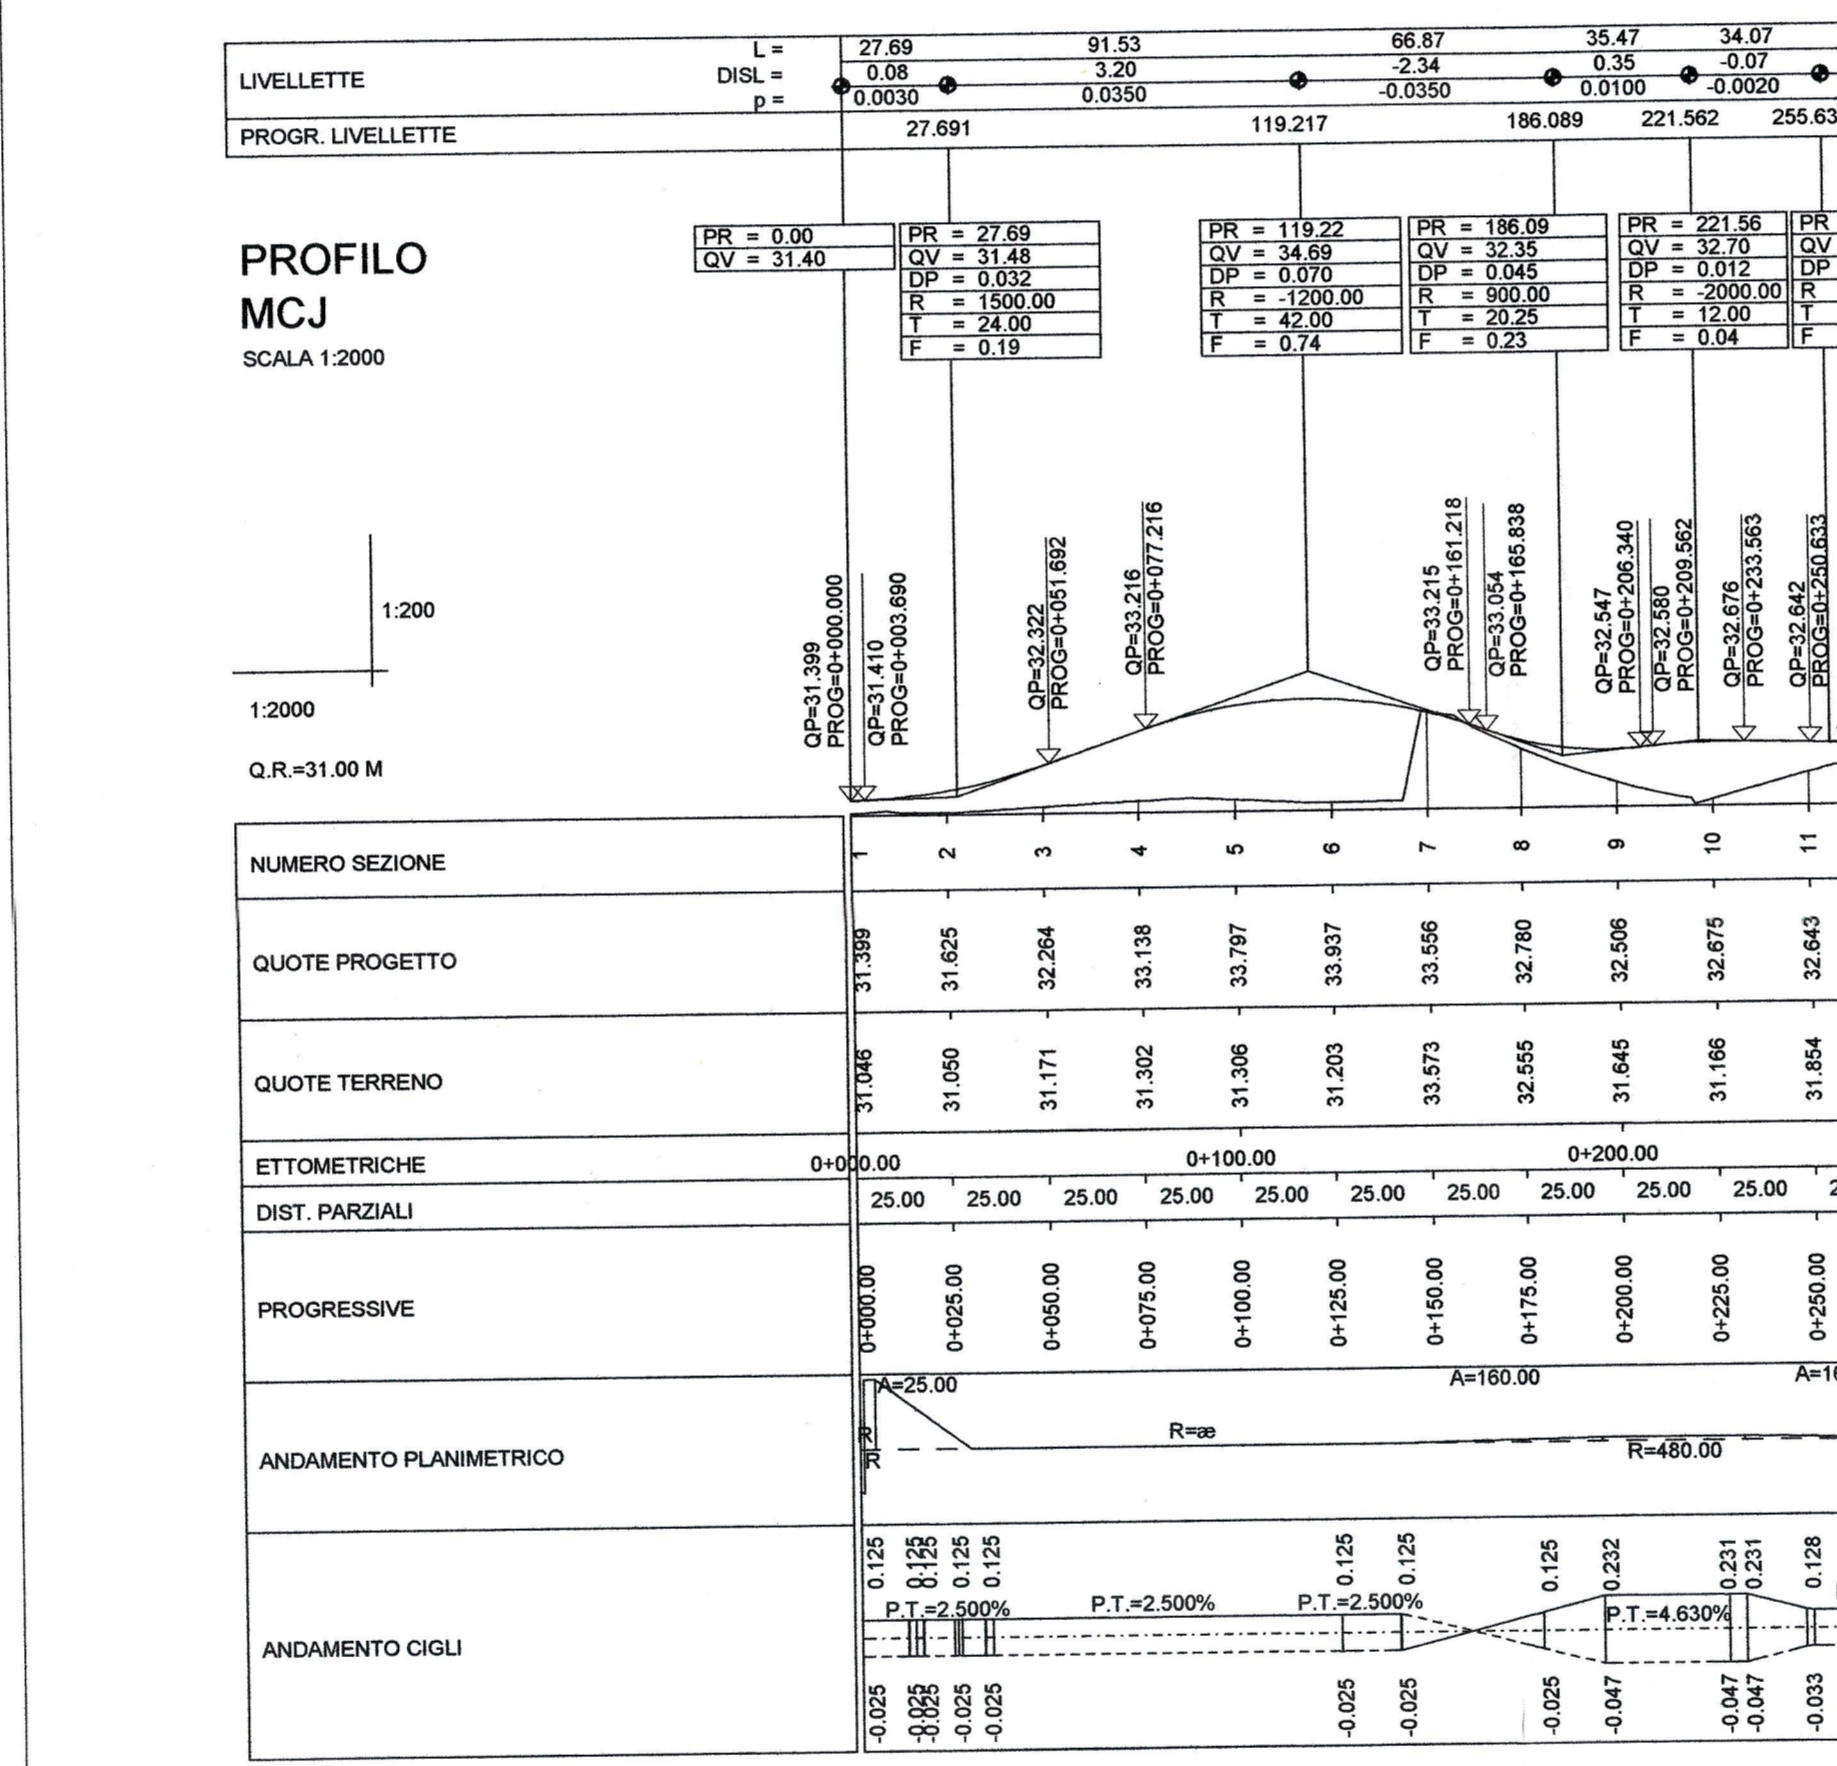 LIVELLETTE
L = 27.69 91.53 66.87 35.47 34.07
DISL = 0.08 3.20 -2.34 0.35 -0.07
p = 0.0030 0.0350 -0.0350 0.0100 -0.0020
PROGR. LIVELLETTE 27.691 119.217 186.089 221.562 255.63
PROFILO
MCJ
SCALA 1:2000
PR = 0.00
QV = 31.40
PR = 27.69
QV = 31.48
DP = 0.032
R = 1500.00
T = 24.00
F = 0.19
PR = 119.22
QV = 34.69
DP = 0.070
R = -1200.00
T = 42.00
F = 0.74
PR = 186.09
QV = 32.35
DP = 0.045
R = 900.00
T = 20.25
F = 0.23
PR = 221.56
QV = 32.70
DP = 0.012
R = -2000.00
T = 12.00
F = 0.04
PR
QV
DP
R
T
F
1:200
1:2000
Q.R.=31.00 M
QP=31.399
PROG=0+000.000
QP=31.410
PROG=0+003.690
QP=32.322
PROG=0+051.692
QP=33.216
PROG=0+077.216
QP=33.215
PROG=0+161.218
QP=33.054
PROG=0+165.838
QP=32.547
PROG=0+206.340
QP=32.580
PROG=0+209.562
QP=32.676
PROG=0+233.563
QP=32.642
PROG=0+250.633
NUMERO SEZIONE 1 2 3 4 5 6 7 8 9 10 11
QUOTE PROGETTO 31.399 31.625 32.264 33.138 33.797 33.937 33.556 32.780 32.506 32.675 32.643
QUOTE TERRENO 31.046 31.050 31.171 31.302 31.306 31.203 33.573 32.555 31.645 31.166 31.854
ETTOMETRICHE 0+000.00 0+100.00 0+200.00
DIST. PARZIALI 25.00 25.00 25.00 25.00 25.00 25.00 25.00 25.00 25.00 25.00 2
PROGRESSIVE 0+000.00 0+025.00 0+050.00 0+075.00 0+100.00 0+125.00 0+150.00 0+175.00 0+200.00 0+225.00 0+250.00
A=25.00 A=160.00 A=16
R R=æ
ANDAMENTO PLANIMETRICO R R=480.00
0.125 0.125 0.125 0.125 0.125 0.125 0.125 0.125 0.232 0.231 0.231 0.128
P.T.=2.500% P.T.=2.500% P.T.=2.500% P.T.=4.630%
ANDAMENTO CIGLI
-0.025 -0.025 -0.025 -0.025 -0.025 -0.025 -0.025 -0.025 -0.047 -0.047 -0.047 -0.033